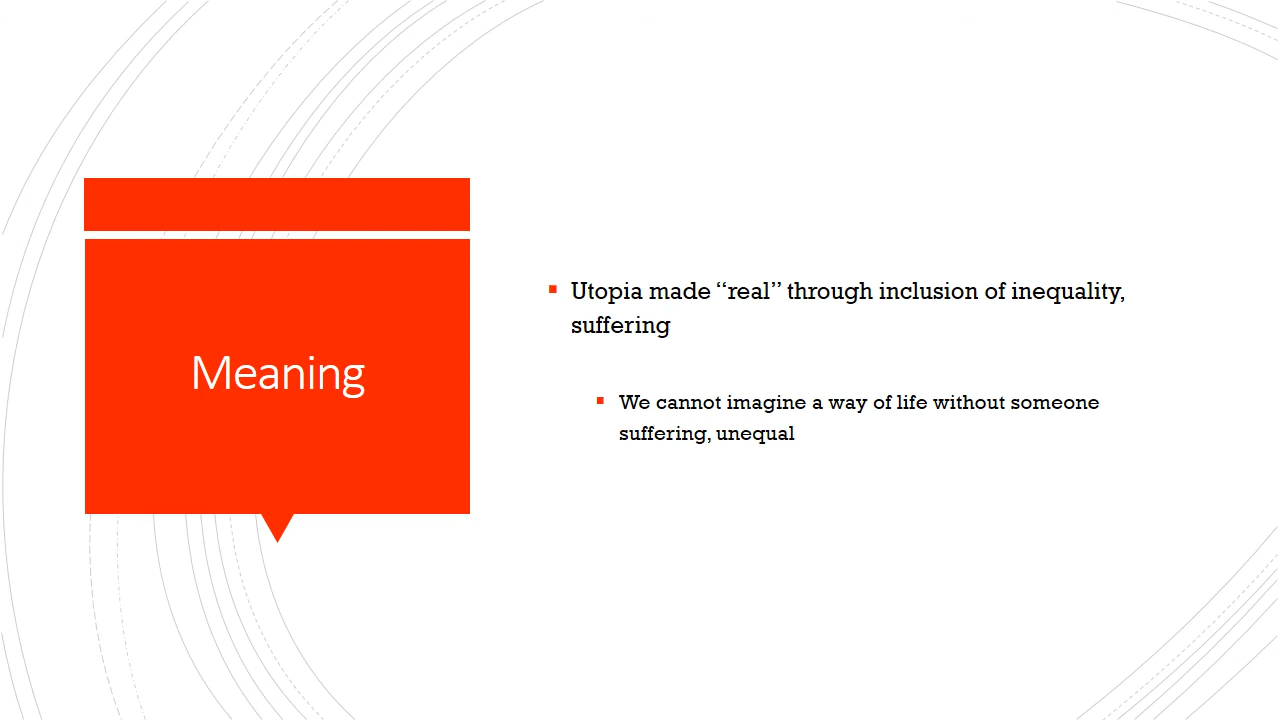 Meaning
▪ Utopia made “real” through inclusion of inequality,
suffering
▪ We cannot imagine a way of life without someone
suffering, unequal